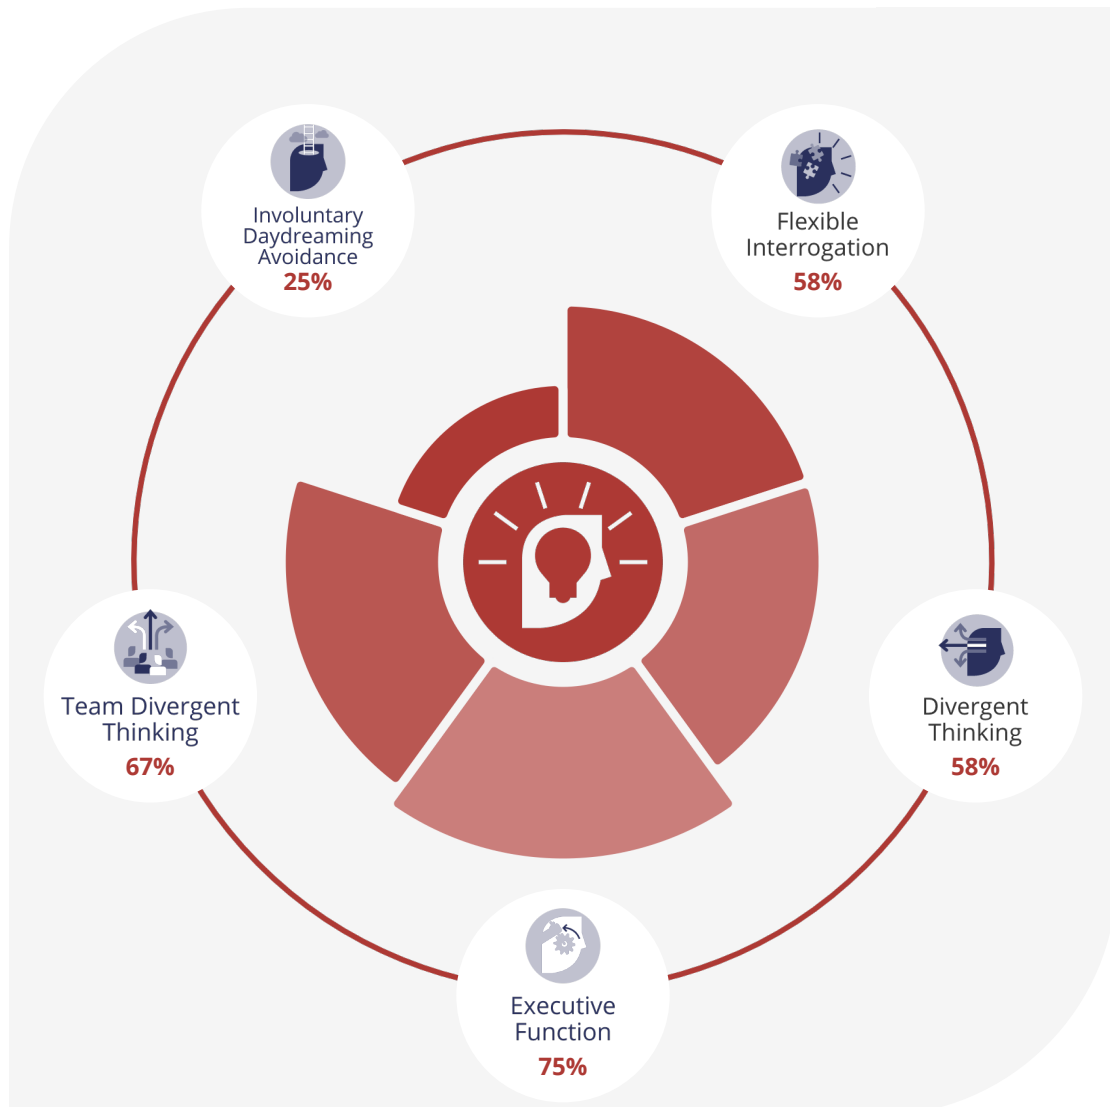 Involuntary
Daydreaming
Avoidance
25%
Flexible
Interrogation
58%
Team Divergent
Thinking
67%
Divergent
Thinking
58%
Executive
Function
75%